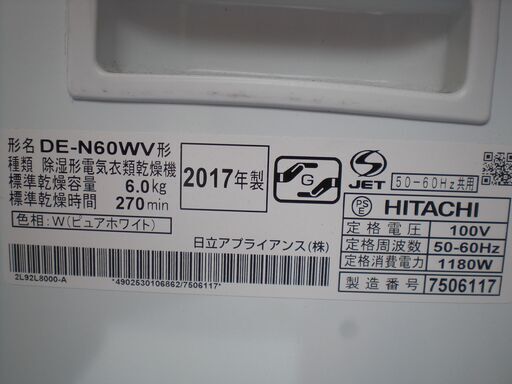 形名 DE-N60WV形
種類 除湿形電気衣類乾燥機
標準乾燥容量 6.0kg
標準乾燥時間 270min
色相:W(ピュアホワイト)
2017年製
G
S
JET
50-60Hz共用
PS
E
HITACHI
定格電圧 100V
定格周波数 50-60Hz
定格消費電力 1180W
製造番号 7506117
日立アプライアンス(株)
2L92L8000-A
*4902530106862/7506117*